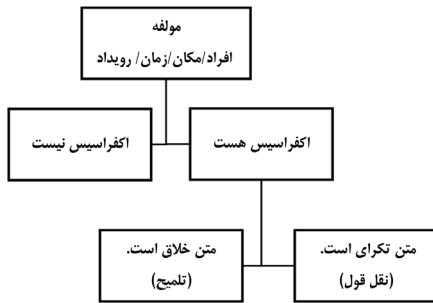 مولفه
افراد/مکان/زمان/ رویداد
اکفراسیس هست
اکفراسیس نیست
متن تکرای است.
(نقل قول)
متن خلاق است.
(تلمیح)